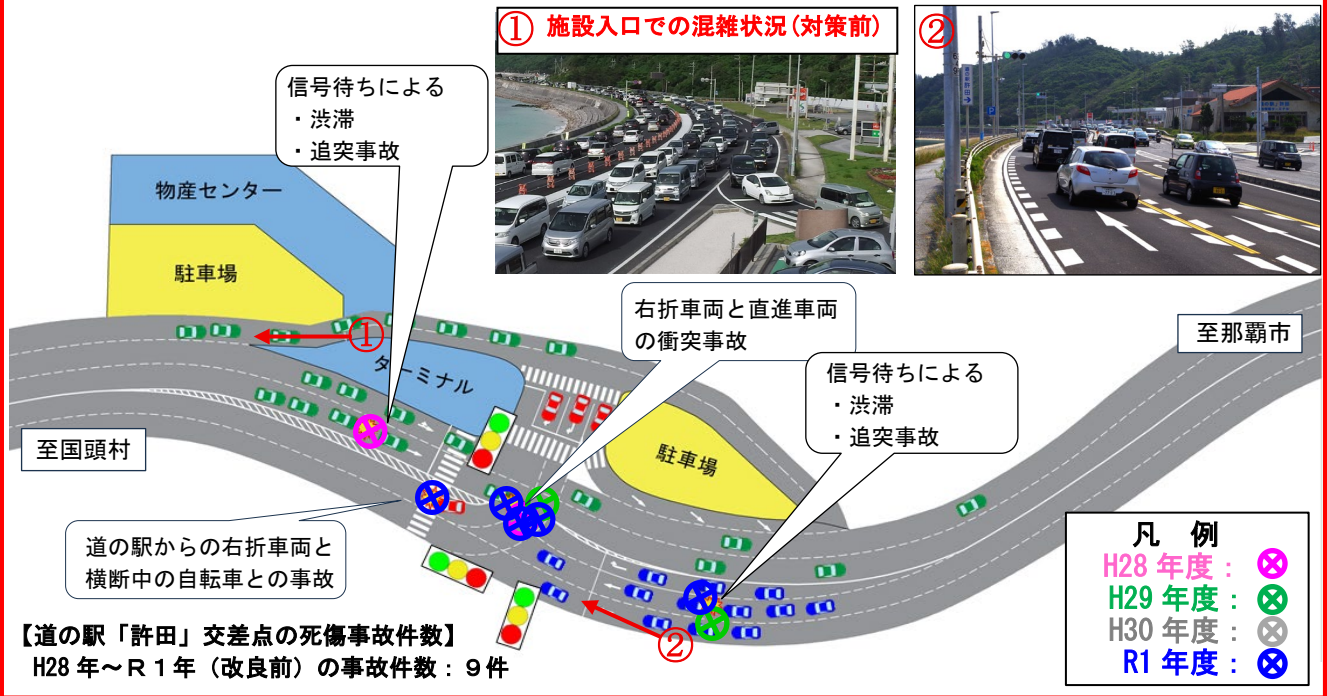 ① 施設入口での混雑状況(対策前)
②
信号待ちによる
・渋滞
・追突事故
物産センター
駐車場
①
ターミナル
右折車両と直進車両
の衝突事故
至那覇市
信号待ちによる
・渋滞
・追突事故
駐車場
至国頭村
道の駅からの右折車両と
横断中の自転車との事故
②
凡 例
H28 年度:
H29 年度:
H30 年度:
R1 年度:
【道の駅「許田」交差点の死傷事故件数】
H28 年～R 1 年（改良前）の事故件数：9件